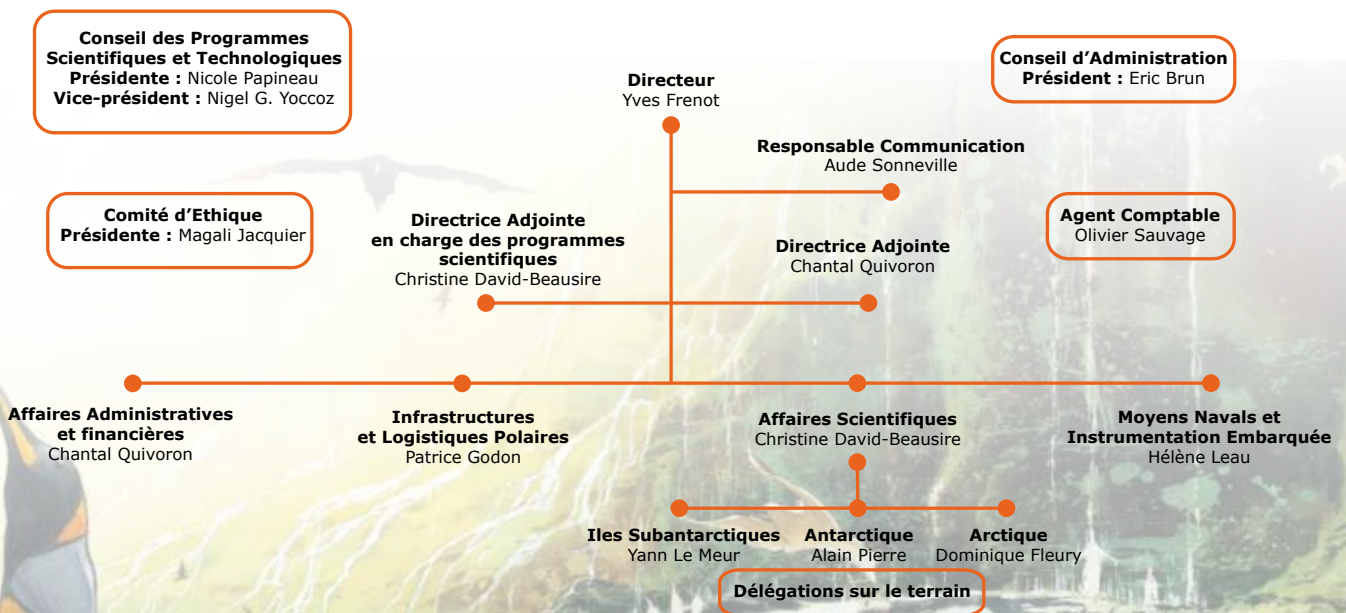 Conseil des Programmes
Scientifiques et Technologiques
Présidente : Nicole Papineau
Vice-président : Nigel G. Yoccoz
Directeur
Yves Frenot
Conseil d'Administration
Président : Eric Brun
Responsable Communication
Aude Sonneville
Comité d'Ethique
Présidente : Magali Jacquier
Directrice Adjointe
en charge des programmes
scientifiques
Christine David-Beausire
Directrice Adjointe
Chantal Quivoron
Agent Comptable
Olivier Sauvage
Affaires Administratives
et financières
Chantal Quivoron
Infrastructures
et Logistiques Polaires
Patrice Godon
Affaires Scientifiques
Christine David-Beausire
Moyens Navals et
Instrumentation Embarquée
Hélène Leau
Iles Subantarctiques
Yann Le Meur
Antarctique
Alain Pierre
Arctique
Dominique Fleury
Délégations sur le terrain